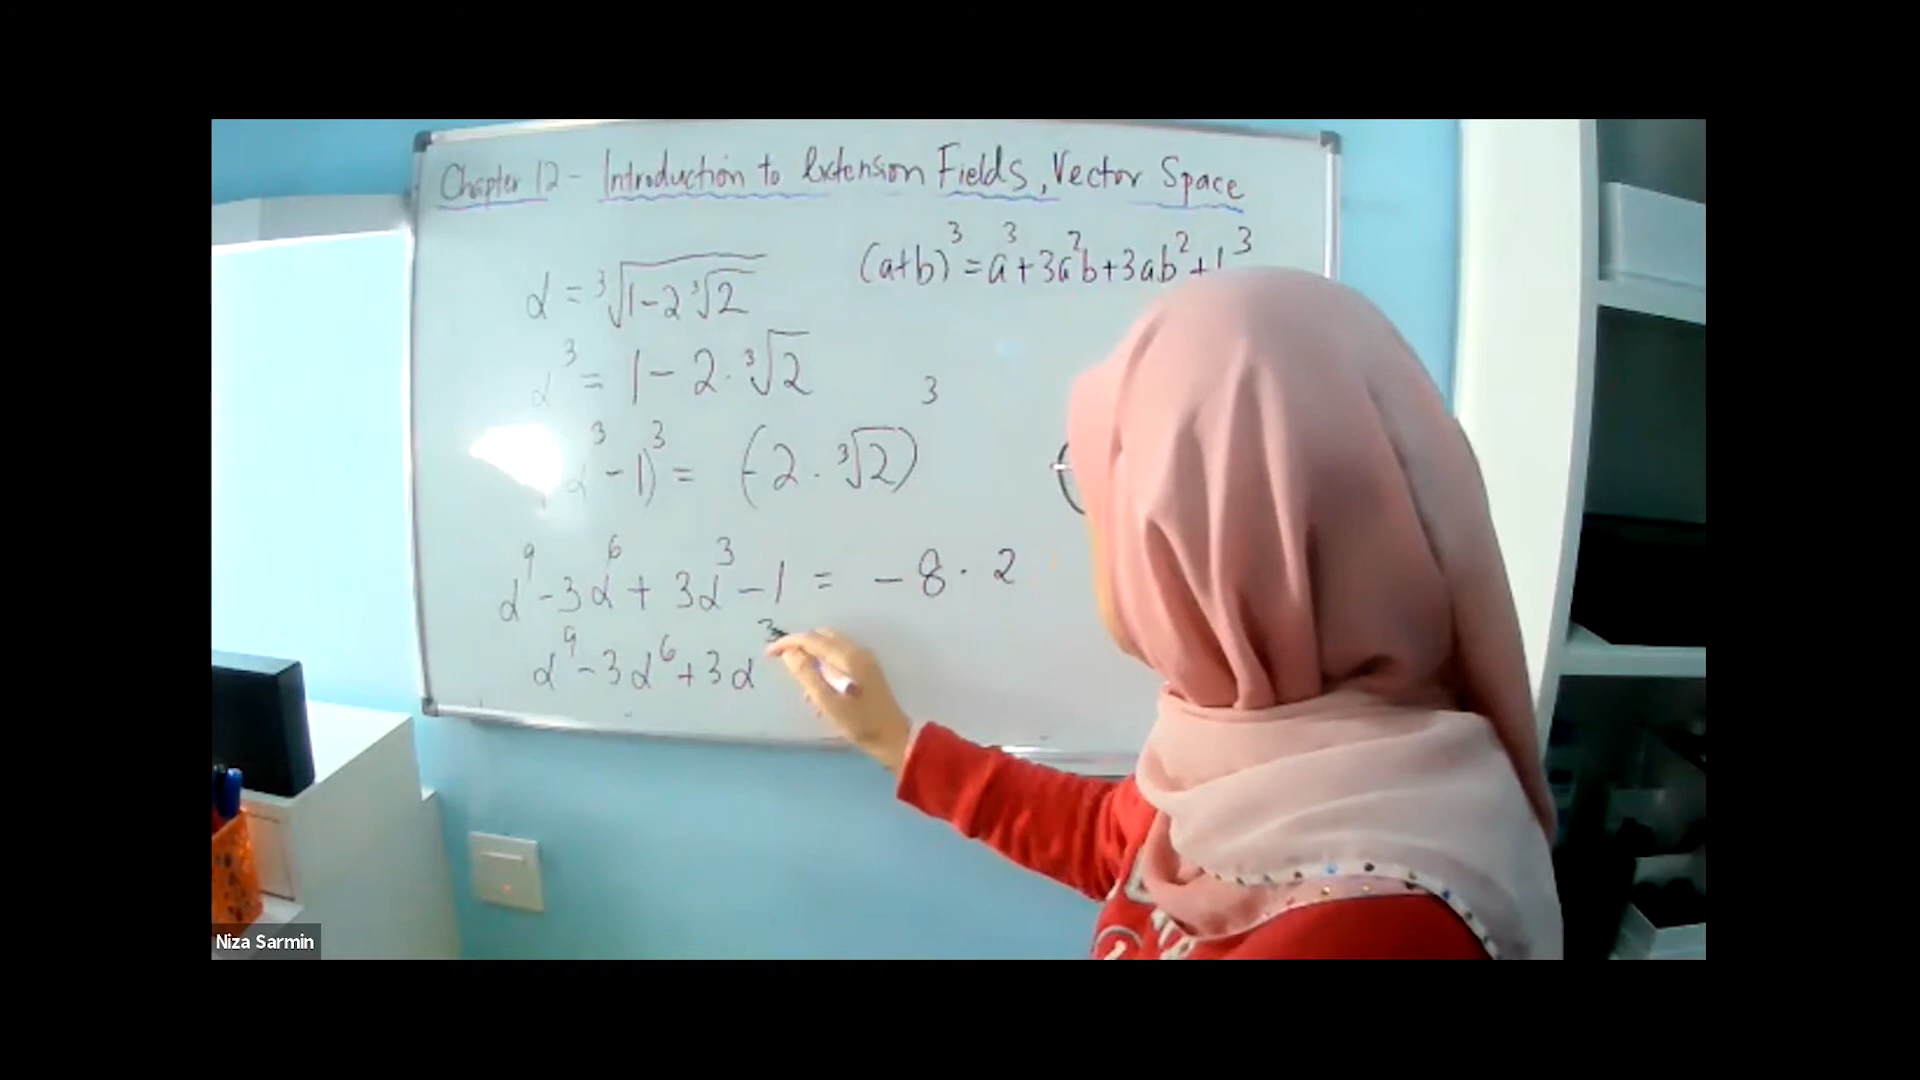 Chapter 12 - Introduction to Extension Fields, Vector Space
(a+b)³ = a³ + 3a²b + 3ab² + b³
α = ∛(1-2∛2)
α³ = 1 - 2·∛2
(α³ - 1)³ = (-2·∛2)³
α⁹ - 3α⁶ + 3α³ - 1 = -8·2
α⁹ - 3α⁶ + 3α³
Niza Sarmin